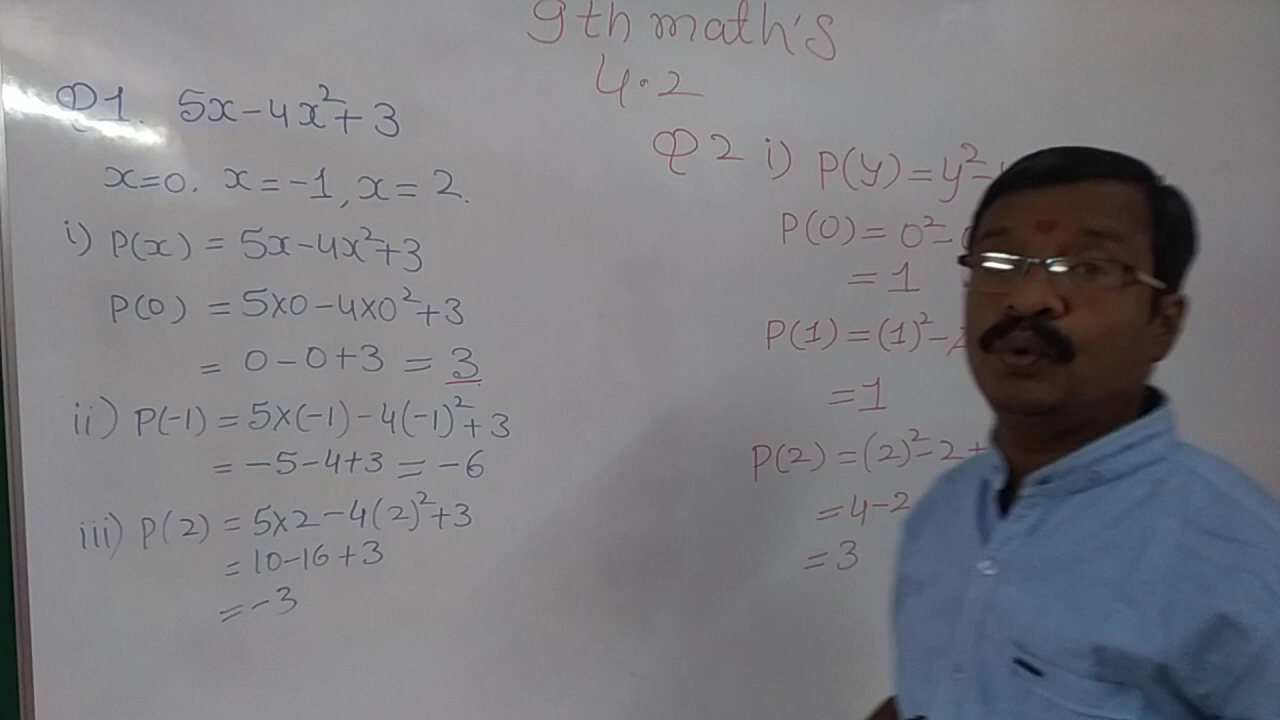 9th math's
4.2
Q1. 5x-4x²+3
x=0. x=-1, x=2.
i) P(x) = 5x-4x²+3
P(0) = 5x0-4x0²+3
= 0-0+3 = 3
ii) P(-1) = 5x(-1)-4(-1)²+3
= -5-4+3 = -6
iii) P(2) = 5x2-4(2)²+3
= 10-16+3
= -3
Q2 i) P(y)=y²-
P(0)= 0²-
= 1
P(1)=(1)²-
=1
P(2)=(2)²-2+
=4-2
=3